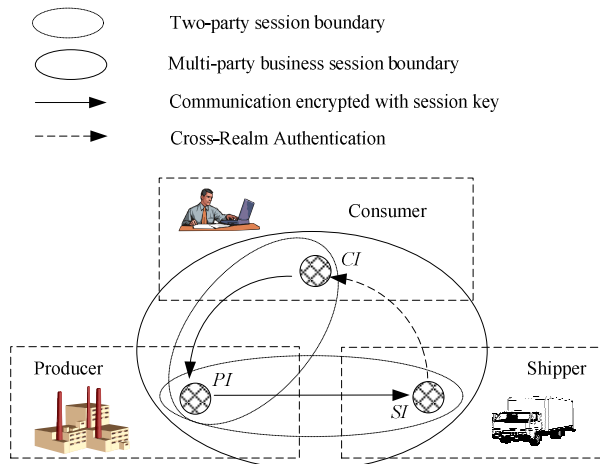 Two-party session boundary
Multi-party business session boundary
Communication encrypted with session key
Cross-Realm Authentication
Consumer
CI
Producer
PI
Shipper
SI